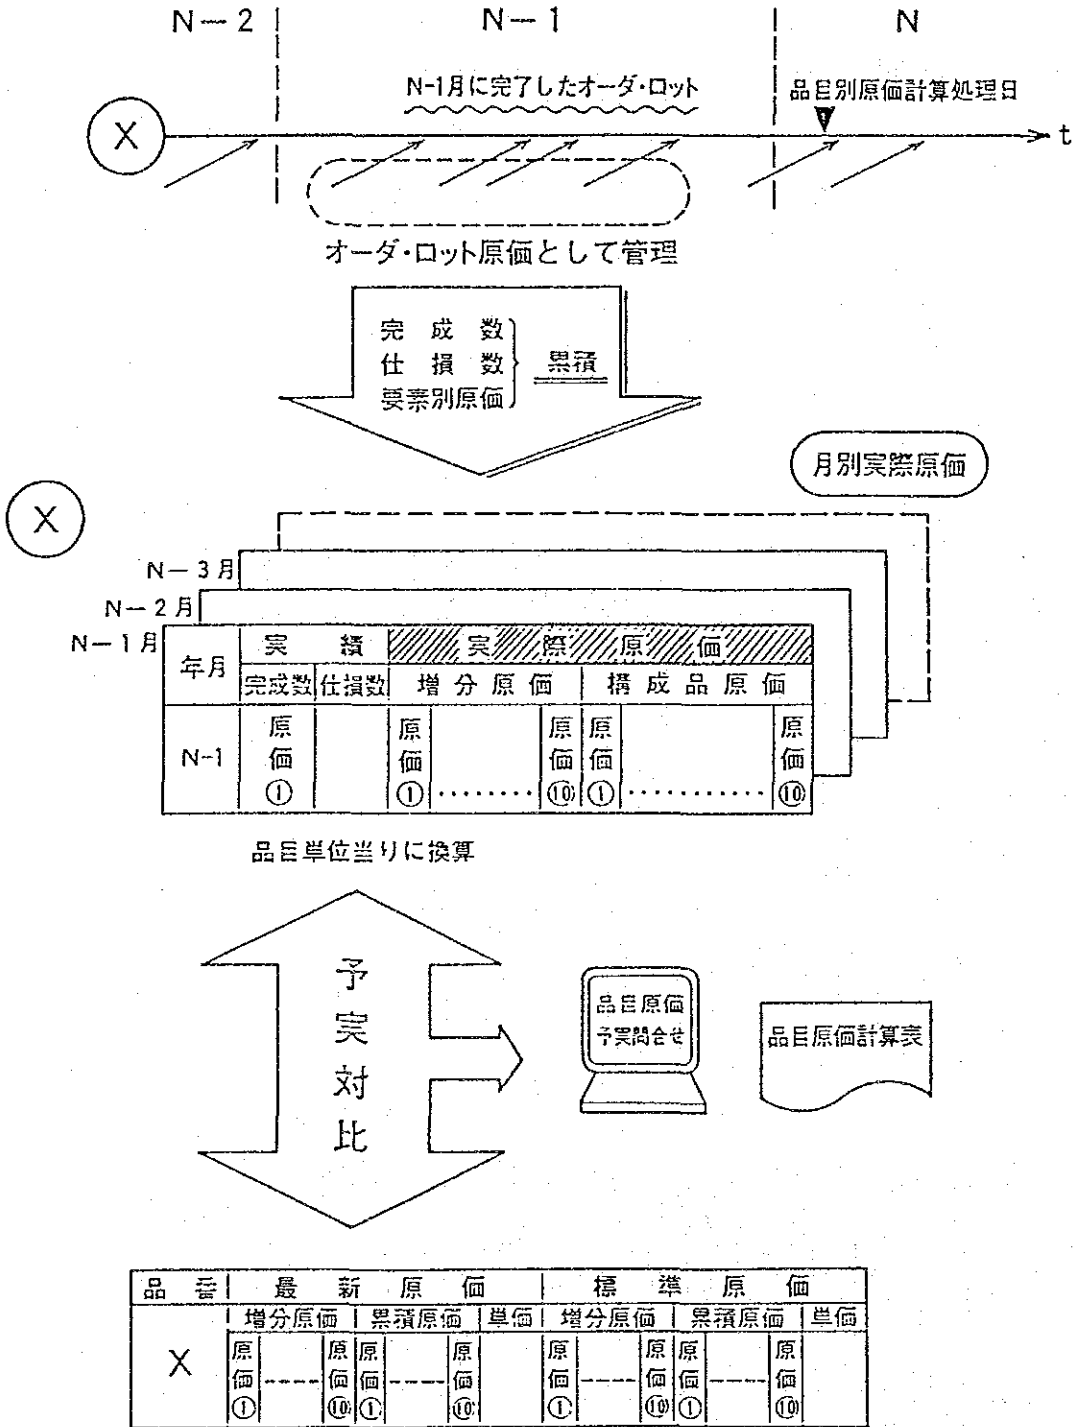 N－2 N－1 N
N-1月に完了したオーダ・ロット
品目別原価計算処理日
X
t
オーダ・ロット原価として管理
完成数
仕損数
要素別原価
累積
月別実際原価
X
N－3月
N－2月
N－1月
年月 実績 実際原価
完成数 仕損数 増分原価 構成品原価
N-1 原価① 原価① ········ 原価⑩ 原価① ············ 原価⑩
品目単位当りに換算
予実対比
品目原価
予実問合せ
品目原価計算表
品番 最新原価 標準原価
増分原価 累積原価 単価 増分原価 累積原価 単価
X 原価① ---- 原価⑩ 原価① ---- 原価⑩ 原価① ---- 原価⑩ 原価① ---- 原価⑩